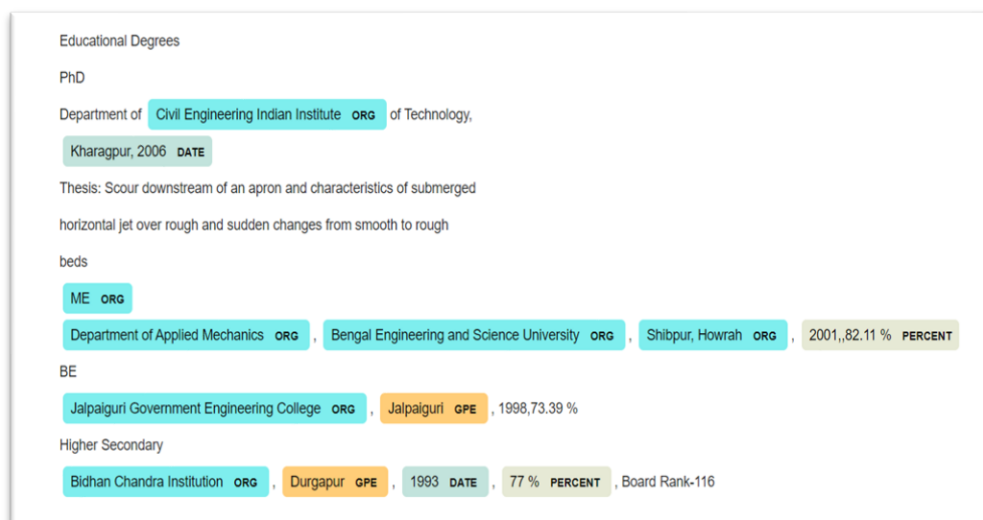 Educational Degrees
PhD
Department of Civil Engineering Indian Institute ORG of Technology,
Kharagpur, 2006 DATE
Thesis: Scour downstream of an apron and characteristics of submerged
horizontal jet over rough and sudden changes from smooth to rough
beds
ME ORG
Department of Applied Mechanics ORG , Bengal Engineering and Science University ORG , Shibpur, Howrah ORG , 2001,,82.11 % PERCENT
BE
Jalpaiguri Government Engineering College ORG , Jalpaiguri GPE , 1998,73.39 %
Higher Secondary
Bidhan Chandra Institution ORG , Durgapur GPE , 1993 DATE , 77 % PERCENT , Board Rank-116